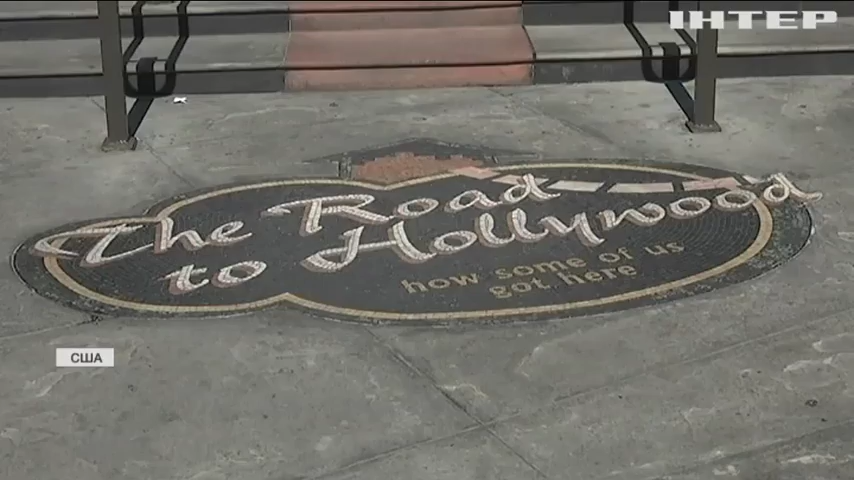 ІНТЕР
The Road
to Hollywood
how some of us
got here
США